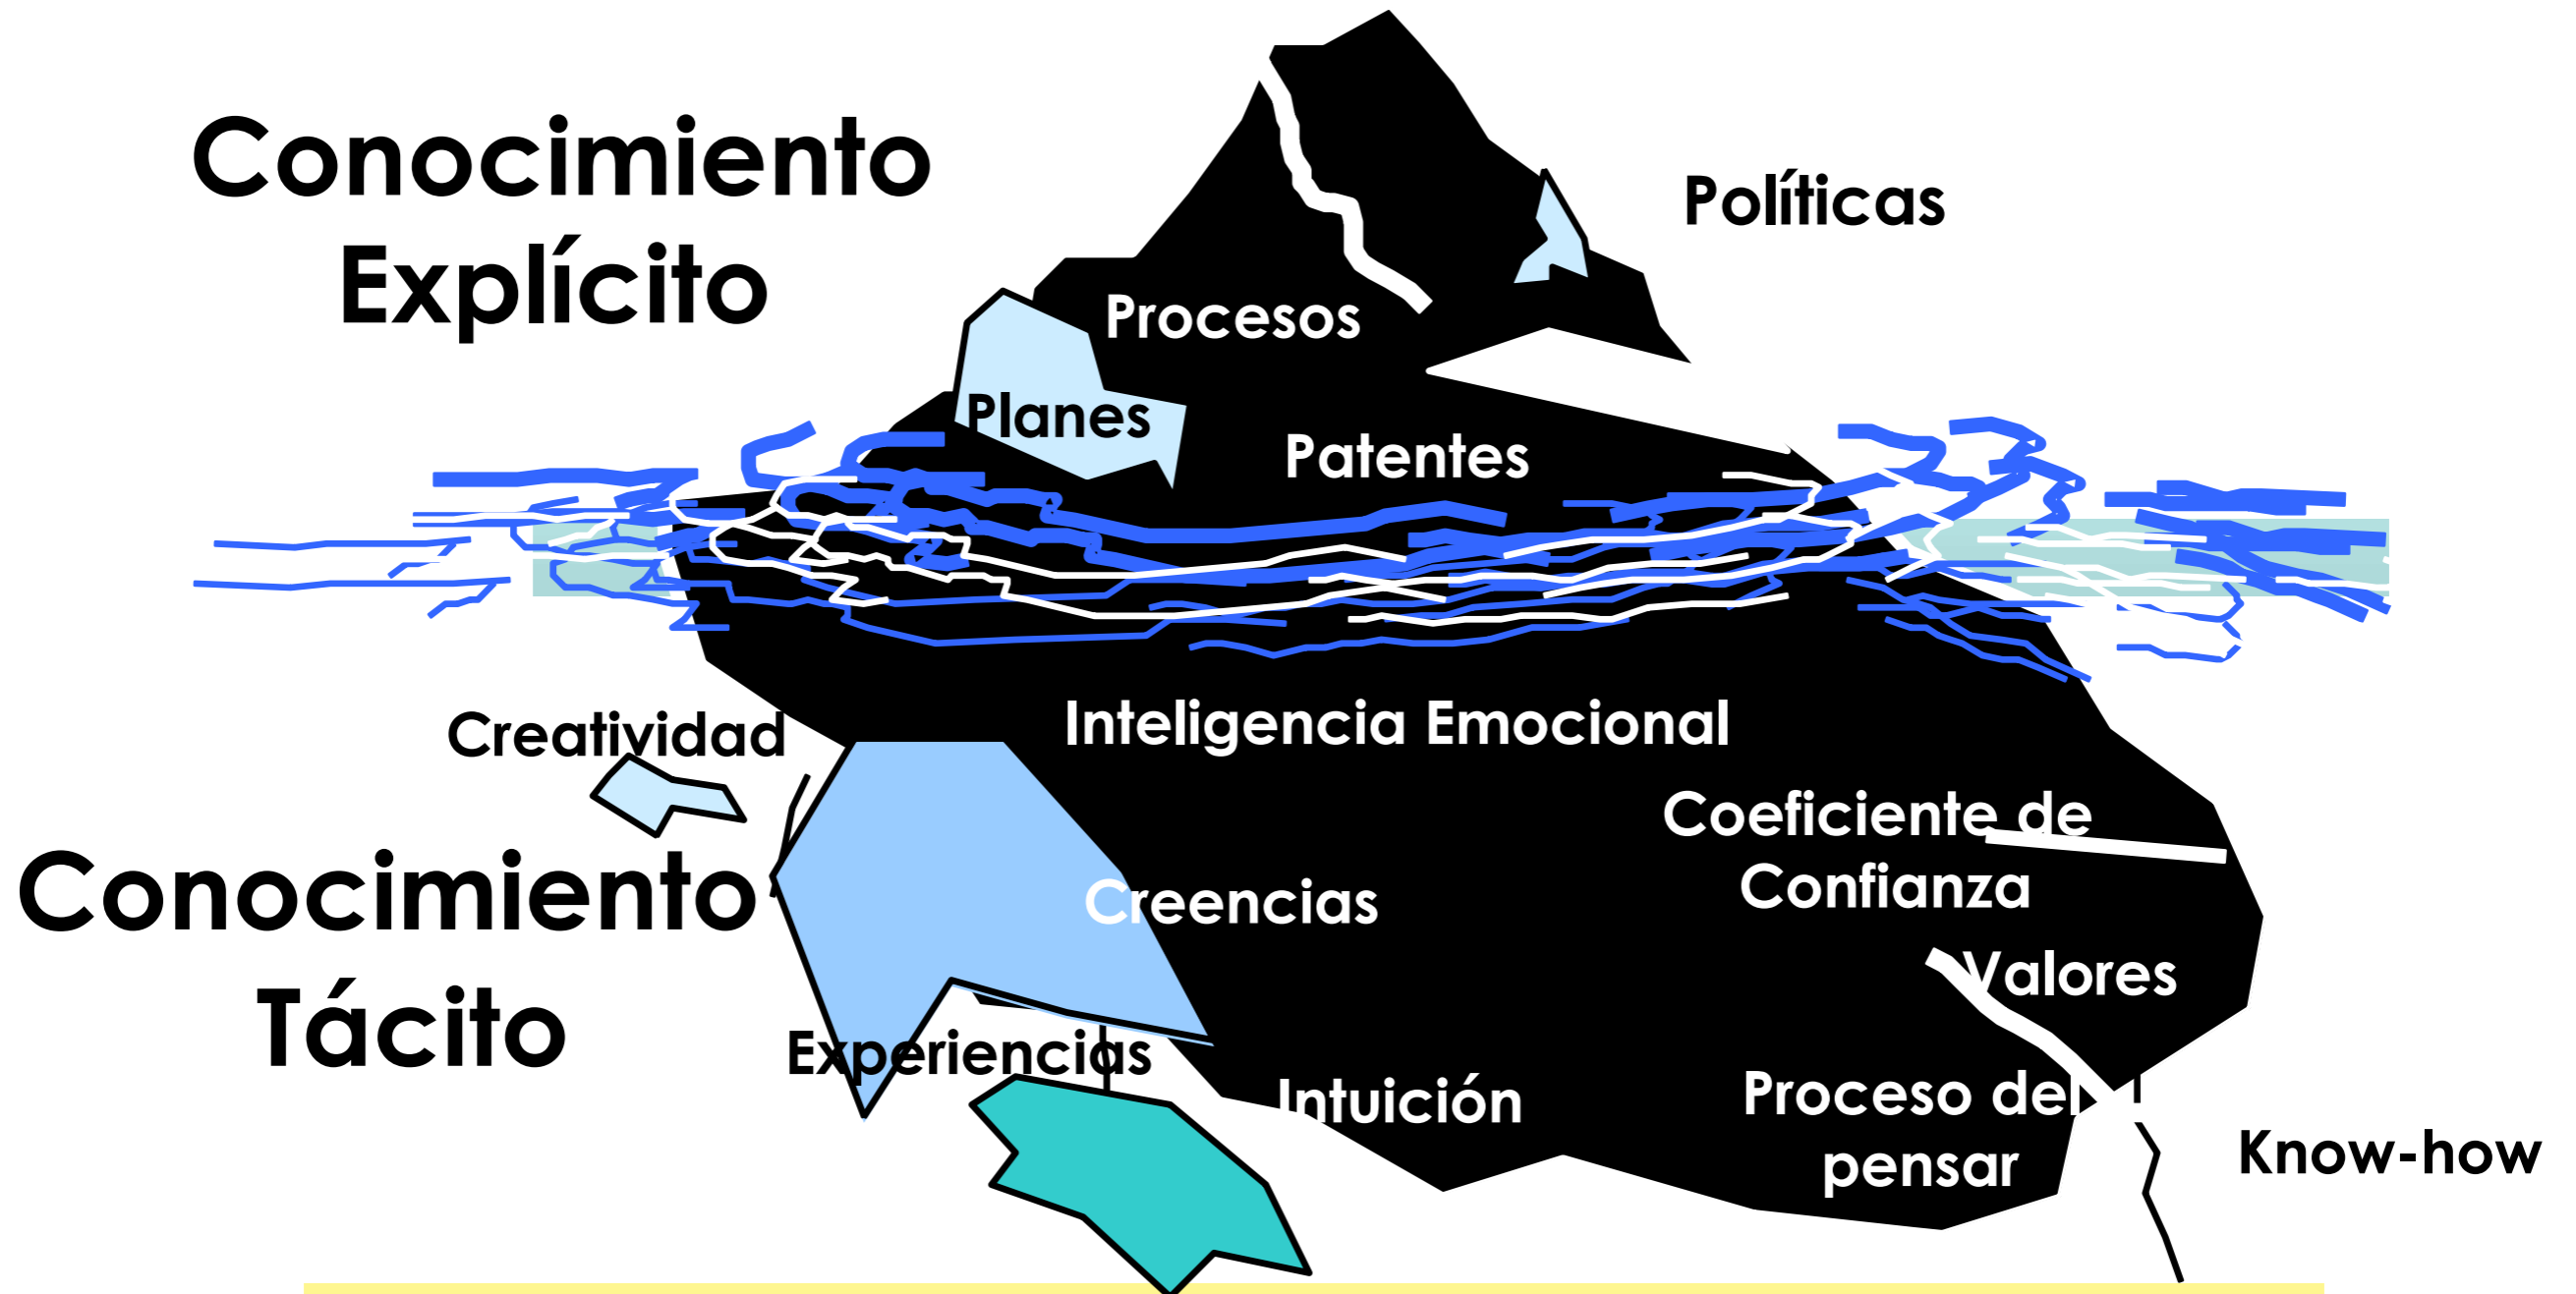 Conocimiento
Explícito
Políticas
Procesos
Planes
Patentes
Creatividad
Inteligencia Emocional
Coeficiente de
Confianza
Conocimiento
Tácito
Creencias
Valores
Experiencias
Intuición
Proceso del
pensar
Know-how